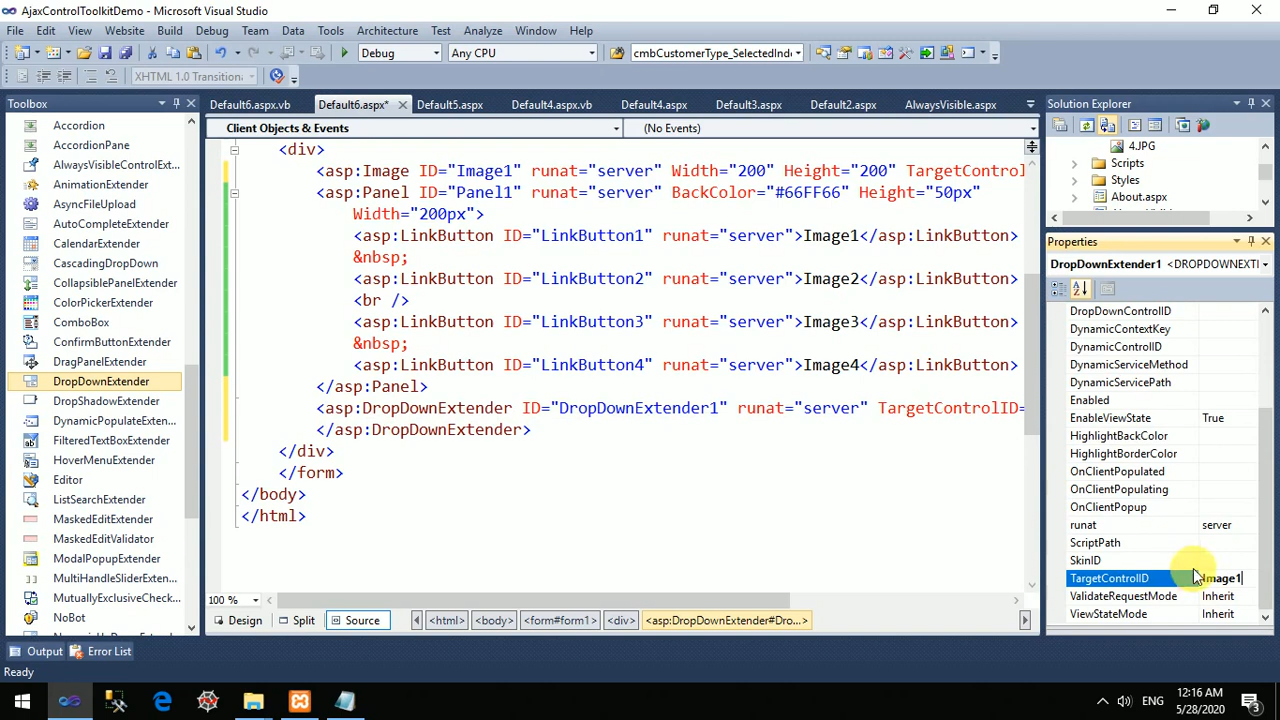 AjaxControlToolkitDemo - Microsoft Visual Studio
File Edit View Website Build Debug Team Data Tools Architecture Test Analyze Window Help
Debug Any CPU cmbCustomerType_SelectedInde
XHTML 1.0 Transition
Toolbox
Accordion
AccordionPane
AlwaysVisibleControlExt...
AnimationExtender
AsyncFileUpload
AutoCompleteExtender
CalendarExtender
CascadingDropDown
CollapsiblePanelExtender
ColorPickerExtender
ComboBox
ConfirmButtonExtender
DragPanelExtender
DropDownExtender
DropShadowExtender
DynamicPopulateExten...
FilteredTextBoxExtender
HoverMenuExtender
Editor
ListSearchExtender
MaskedEditExtender
MaskedEditValidator
ModalPopupExtender
MultiHandleSliderExten...
MutuallyExclusiveCheck...
NoBot
Default6.aspx.vb Default6.aspx* Default5.aspx Default4.aspx.vb Default4.aspx Default3.aspx Default2.aspx AlwaysVisible.aspx
Client Objects & Events (No Events)
<div>
<asp:Image ID="Image1" runat="server" Width="200" Height="200" TargetControl
<asp:Panel ID="Panel1" runat="server" BackColor="#66FF66" Height="50px"
Width="200px">
<asp:LinkButton ID="LinkButton1" runat="server">Image1</asp:LinkButton>
&nbsp;
<asp:LinkButton ID="LinkButton2" runat="server">Image2</asp:LinkButton>
<br />
<asp:LinkButton ID="LinkButton3" runat="server">Image3</asp:LinkButton>
&nbsp;
<asp:LinkButton ID="LinkButton4" runat="server">Image4</asp:LinkButton>
</asp:Panel>
<asp:DropDownExtender ID="DropDownExtender1" runat="server" TargetControlID=
</asp:DropDownExtender>
</div>
</form>
</body>
</html>
100 %
Design Split Source <html> <body> <form#form1> <div> <asp:DropDownExtender#Dro...>
Solution Explorer
4.JPG
Scripts
Styles
About.aspx
Properties
DropDownExtender1 <DROPDOWNEXTI
DropDownControlID
DynamicContextKey
DynamicControlID
DynamicServiceMethod
DynamicServicePath
Enabled
EnableViewState True
HighlightBackColor
HighlightBorderColor
OnClientPopulated
OnClientPopulating
OnClientPopup
runat server
ScriptPath
SkinID
TargetControlID Image1
ValidateRequestMode Inherit
ViewStateMode Inherit
Output Error List
Ready
ENG
12:16 AM
5/28/2020
3